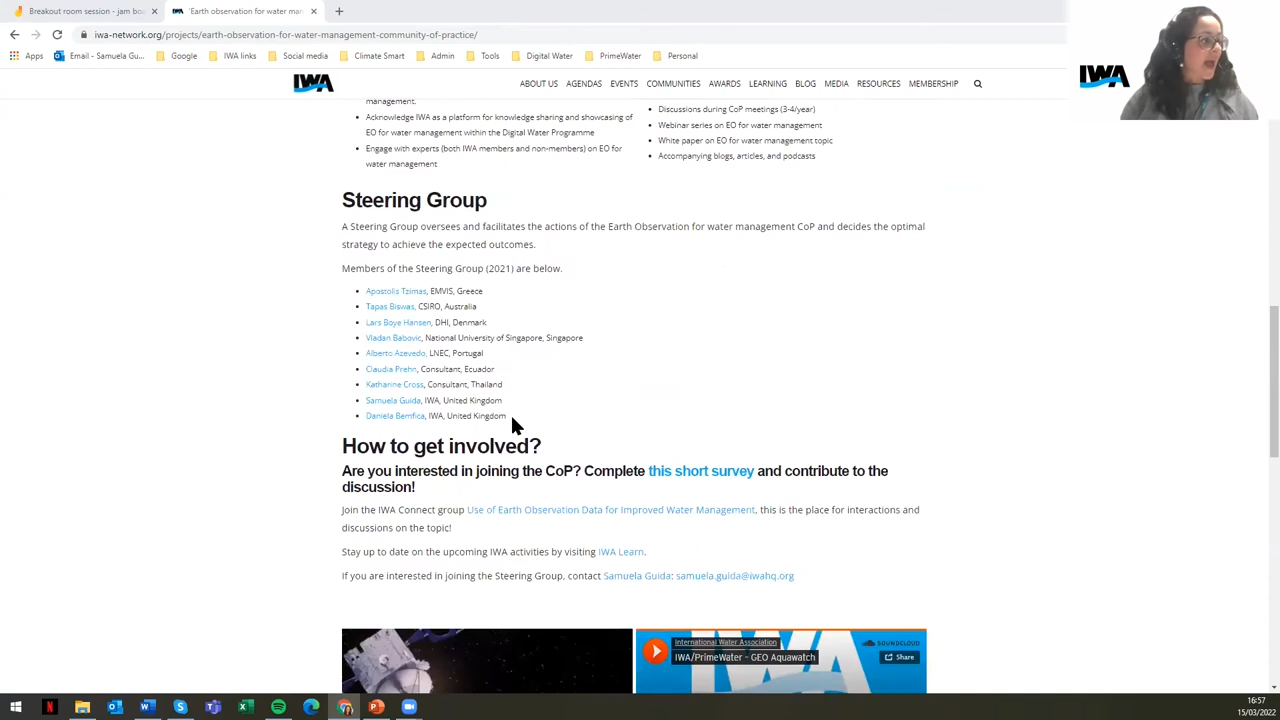 Breakout room session - jam boa
'Earth observation for water man
iwa-network.org/projects/earth-observation-for-water-management-community-of-practice/
Apps
Email - Samuela Gu...
Google
IWA links
Social media
Climate Smart
Admin
Tools
Digital Water
PrimeWater
Personal
IWA
ABOUT US
AGENDAS
EVENTS
COMMUNITIES
AWARDS
LEARNING
BLOG
MEDIA
RESOURCES
MEMBERSHIP
IWA
management.
Acknowledge IWA as a platform for knowledge sharing and showcasing of
EO for water management within the Digital Water Programme
Engage with experts (both IWA members and non-members) on EO for
water management
Discussions during CoP meetings (3-4/year)
Webinar series on EO for water management
White paper on EO for water management topic
Accompanying blogs, articles, and podcasts
Steering Group
A Steering Group oversees and facilitates the actions of the Earth Observation for water management CoP and decides the optimal
strategy to achieve the expected outcomes.
Members of the Steering Group (2021) are below.
Apostolis Tzimas, EMVIS, Greece
Tapas Biswas, CSIRO, Australia
Lars Boye Hansen, DHI, Denmark
Vladan Babovic, National University of Singapore, Singapore
Alberto Azevedo, LNEC, Portugal
Claudia Prehn, Consultant, Ecuador
Katharine Cross, Consultant, Thailand
Samuela Guida, IWA, United Kingdom
Daniela Bemfica, IWA, United Kingdom
How to get involved?
Are you interested in joining the CoP? Complete this short survey and contribute to the
discussion!
Join the IWA Connect group Use of Earth Observation Data for Improved Water Management, this is the place for interactions and
discussions on the topic!
Stay up to date on the upcoming IWA activities by visiting IWA Learn.
If you are interested in joining the Steering Group, contact Samuela Guida: samuela.guida@iwahq.org
International Water Association
IWA/PrimeWater - GEO Aquawatch
SOUNDCLOUD
Share
16:57
15/03/2022